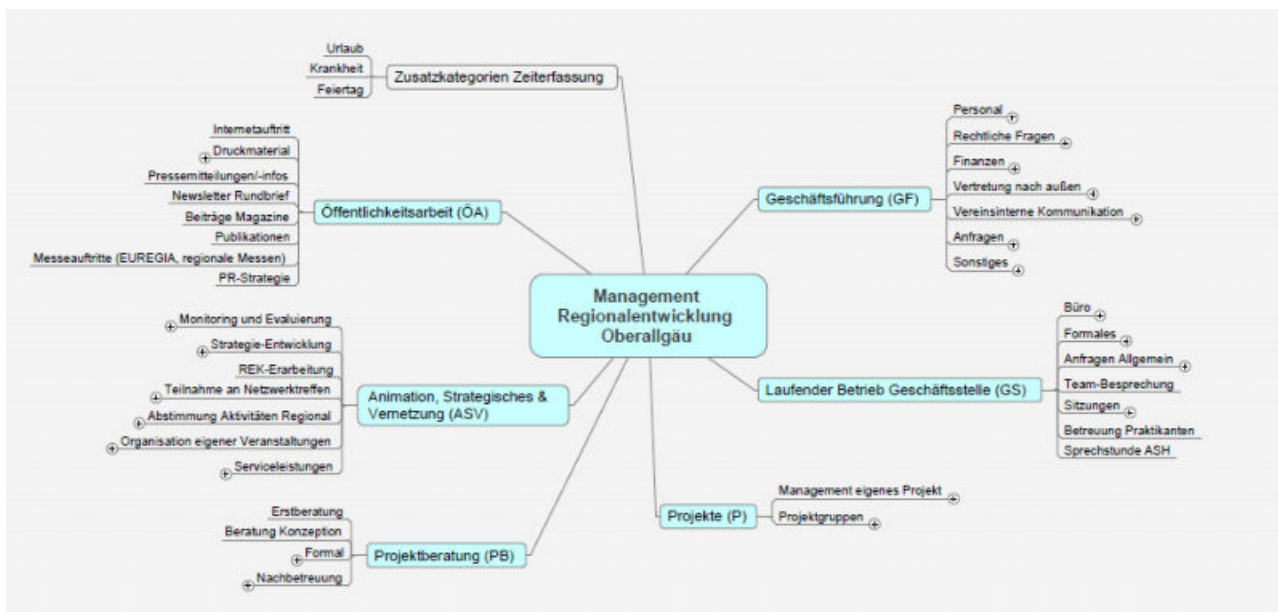 Urlaub
Krankheit
Feiertag
Zusatzkategorien Zeiterfassung
Internetauftritt
Druckmaterial
Pressemitteilungen/-infos
Newsletter Rundbrief
Beiträge Magazine
Publikationen
Messeauftritte (EUREGIA, regionale Messen)
PR-Strategie
Öffentlichkeitsarbeit (ÖA)
Monitoring und Evaluierung
Strategie-Entwicklung
REK-Erarbeitung
Teilnahme an Netzwerktreffen
Abstimmung Aktivitäten Regional
Organisation eigener Veranstaltungen
Serviceleistungen
Animation, Strategisches &
Vernetzung (ASV)
Erstberatung
Beratung Konzeption
Formal
Nachbetreuung
Projektberatung (PB)
Management
Regionalentwicklung
Oberallgäu
Geschäftsführung (GF)
Personal
Rechtliche Fragen
Finanzen
Vertretung nach außen
Vereinsinterne Kommunikation
Anfragen
Sonstiges
Laufender Betrieb Geschäftsstelle (GS)
Büro
Formales
Anfragen Allgemein
Team-Besprechung
Sitzungen
Betreuung Praktikanten
Sprechstunde ASH
Projekte (P)
Management eigenes Projekt
Projektgruppen